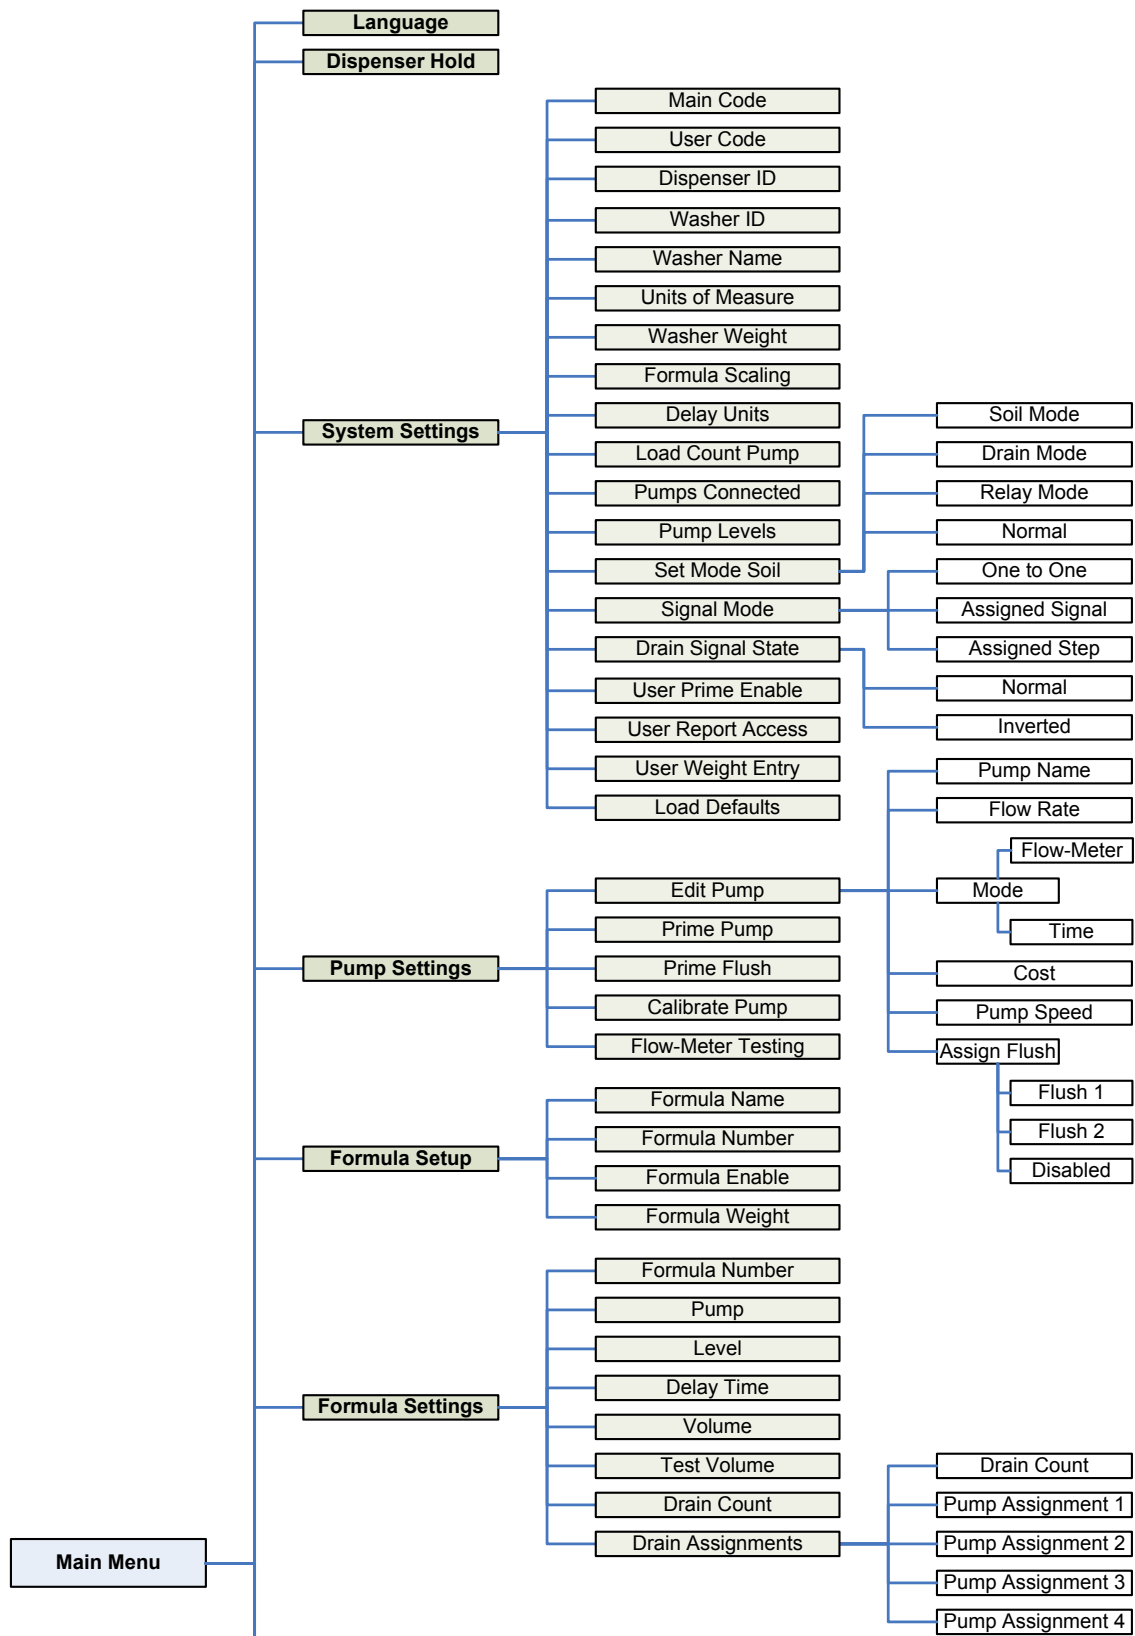 Language
Dispenser Hold
Main Code
User Code
Dispenser ID
Washer ID
Washer Name
Units of Measure
Washer Weight
Formula Scaling
System Settings
Delay Units
Load Count Pump
Pumps Connected
Pump Levels
Set Mode Soil
Signal Mode
Drain Signal State
User Prime Enable
User Report Access
User Weight Entry
Load Defaults
Soil Mode
Drain Mode
Relay Mode
Normal
One to One
Assigned Signal
Assigned Step
Normal
Inverted
Pump Settings
Edit Pump
Prime Pump
Prime Flush
Calibrate Pump
Flow-Meter Testing
Pump Name
Flow Rate
Flow-Meter
Mode
Time
Cost
Pump Speed
Assign Flush
Flush 1
Flush 2
Disabled
Formula Setup
Formula Name
Formula Number
Formula Enable
Formula Weight
Formula Settings
Formula Number
Pump
Level
Delay Time
Volume
Test Volume
Drain Count
Drain Assignments
Drain Count
Pump Assignment 1
Pump Assignment 2
Pump Assignment 3
Pump Assignment 4
Main Menu